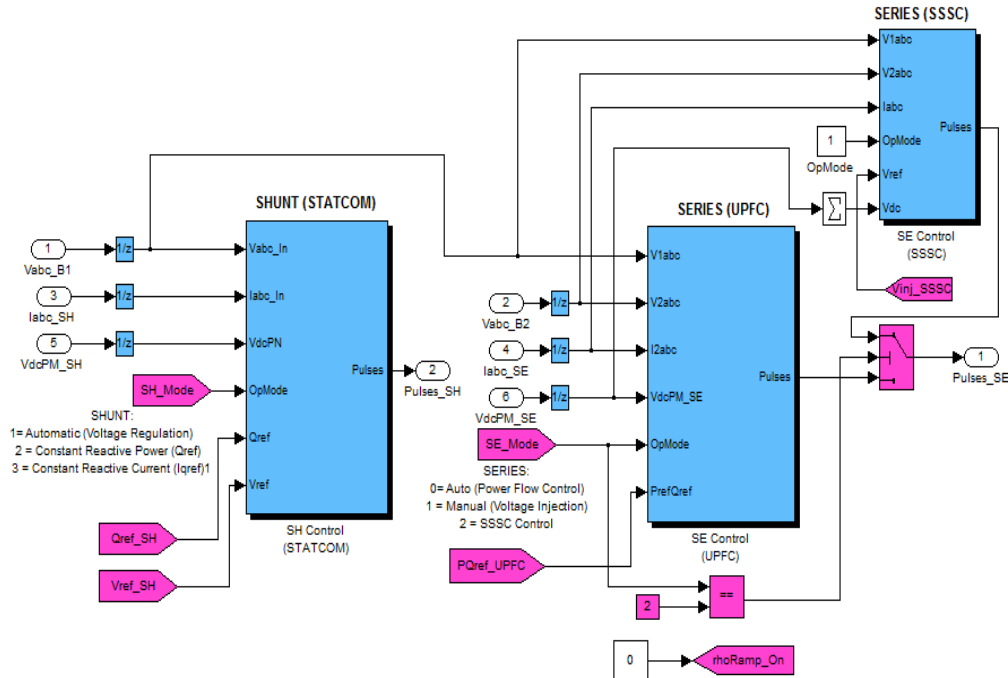 SERIES (SSSC)
V1abc
V2abc
Iabc
Pulses
1
OpMode
OpMode
Vref
Σ
Vdc
SE Control
(SSSC)
Vinj_SSSC
SHUNT (STATCOM)
1
Vabc_B1
1/z
Vabc_In
3
Iabc_SH
1/z
Iabc_In
5
VdcPM_SH
1/z
VdcPN
Pulses
2
Pulses_SH
SH_Mode
OpMode
SHUNT:
1= Automatic (Voltage Regulation)
2 = Constant Reactive Power (Qref)
3 = Constant Reactive Current (Iqref)1
Qref
Vref
SH Control
(STATCOM)
Qref_SH
Vref_SH
SERIES (UPFC)
V1abc
2
Vabc_B2
1/z
V2abc
4
Iabc_SE
1/z
I2abc
6
VdcPM_SE
1/z
VdcPM_SE
Pulses
1
Pulses_SE
SE_Mode
OpMode
SERIES:
0= Auto (Power Flow Control)
1 = Manual (Voltage Injection)
2 = SSSC Control
PrefQref
SE Control
(UPFC)
PQref_UPFC
2
==
0
rhoRamp_On